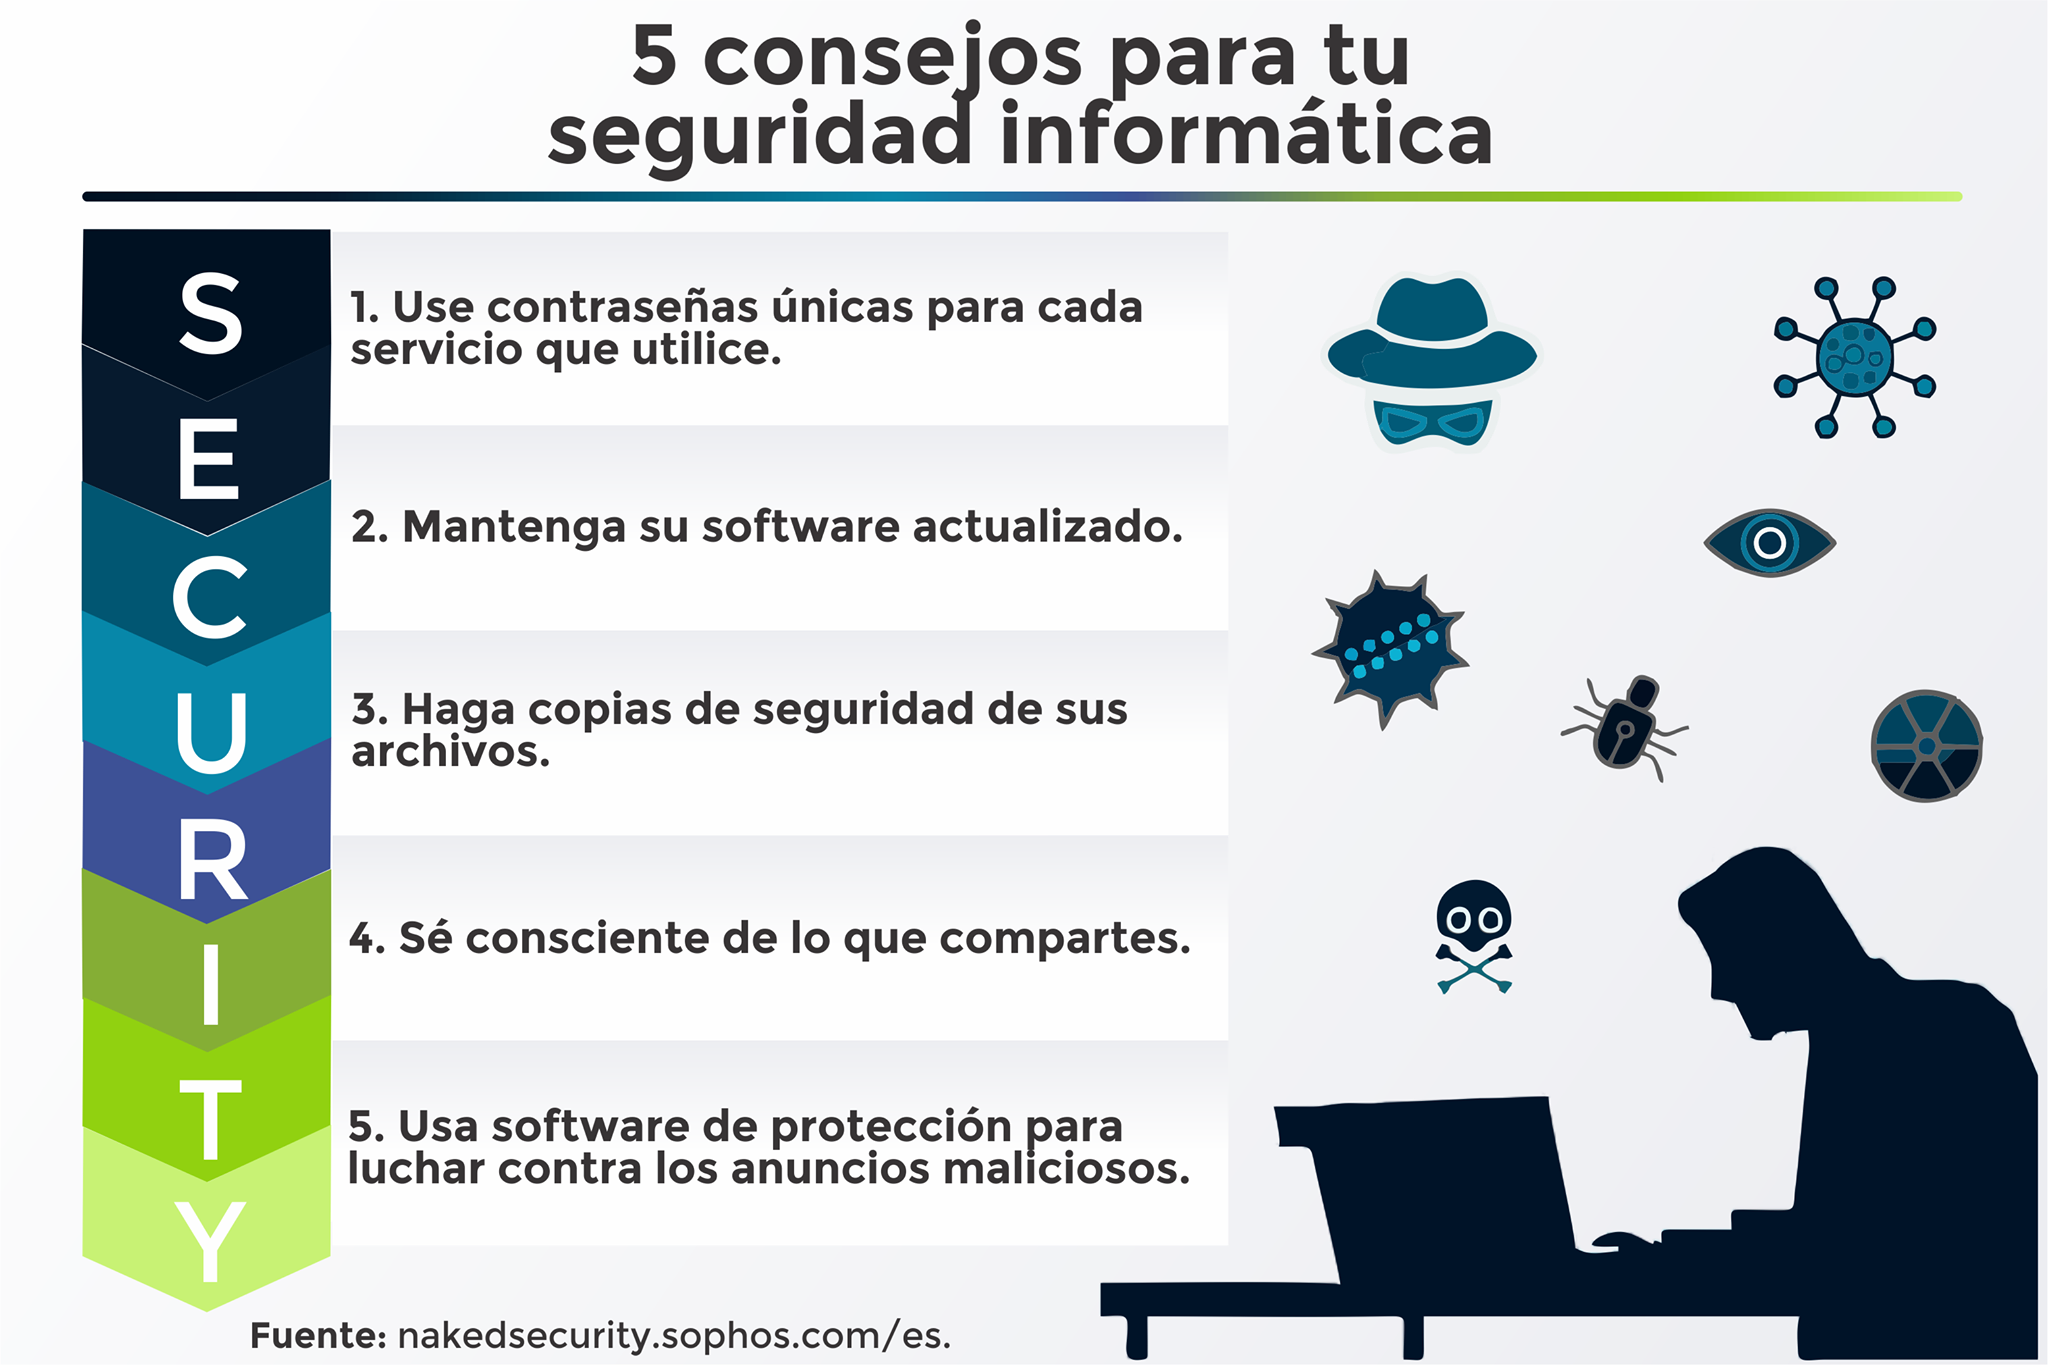 5 consejos para tu
seguridad informática
S
E
C
U
R
I
T
Y
1. Use contraseñas únicas para cada
servicio que utilice.
2. Mantenga su software actualizado.
3. Haga copias de seguridad de sus
archivos.
4. Sé consciente de lo que compartes.
5. Usa software de protección para
luchar contra los anuncios maliciosos.
Fuente: nakedsecurity.sophos.com/es.